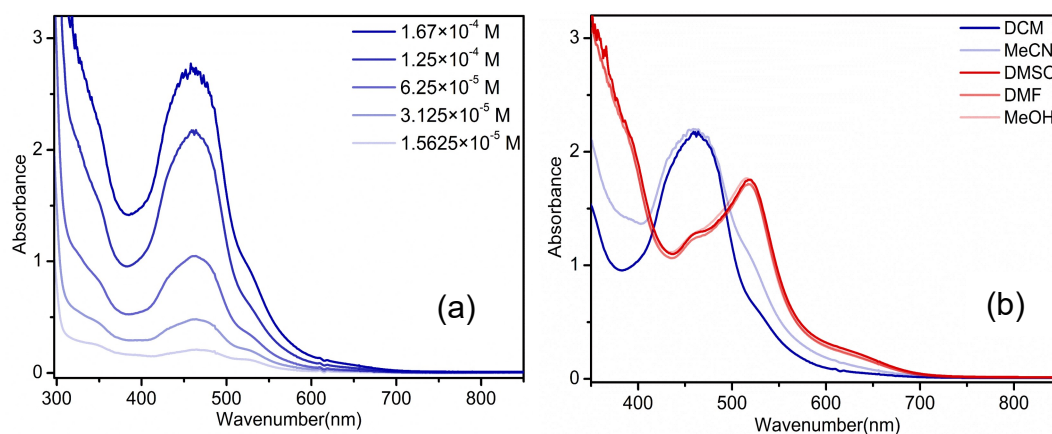 3
2
1
0
Absorbance
300 400 500 600 700 800
Wavenumber(nm)
1.67×10⁻⁴ M
1.25×10⁻⁴ M
6.25×10⁻⁵ M
3.125×10⁻⁵ M
1.5625×10⁻⁵ M
(a)
3
2
1
0
Absorbance
400 500 600 700 800
Wavenumber(nm)
DCM
MeCN
DMSO
DMF
MeOH
(b)